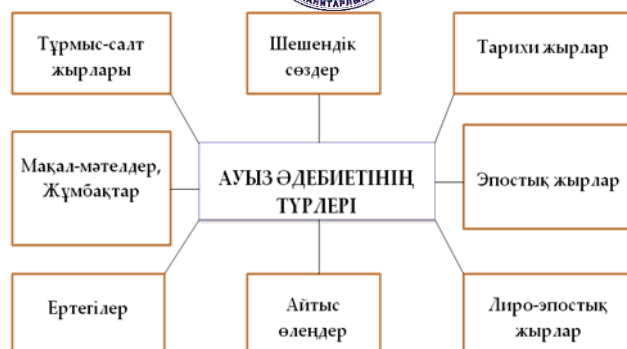 Тұрмыс-салт
жырлары
Шешендік
сөздер
Тарихи жырлар
Мақал-мәтелдер,
Жұмбақтар
АУЫЗ ӘДЕБИЕТІНІҢ
ТҮРЛЕРІ
Эпостық жырлар
Ертегілер
Айтыс
өлеңдер
Лиро-эпостық
жырлар